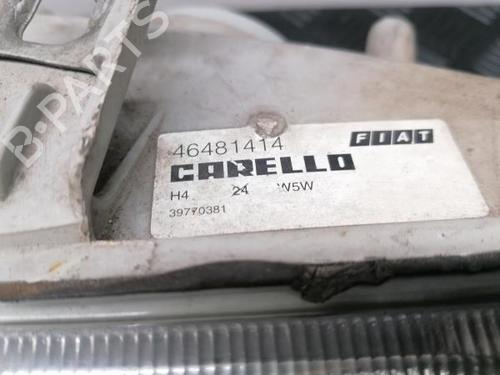 46481414 FIAT
CARELLO
H4 24 W5W
39770381
B-PARTS